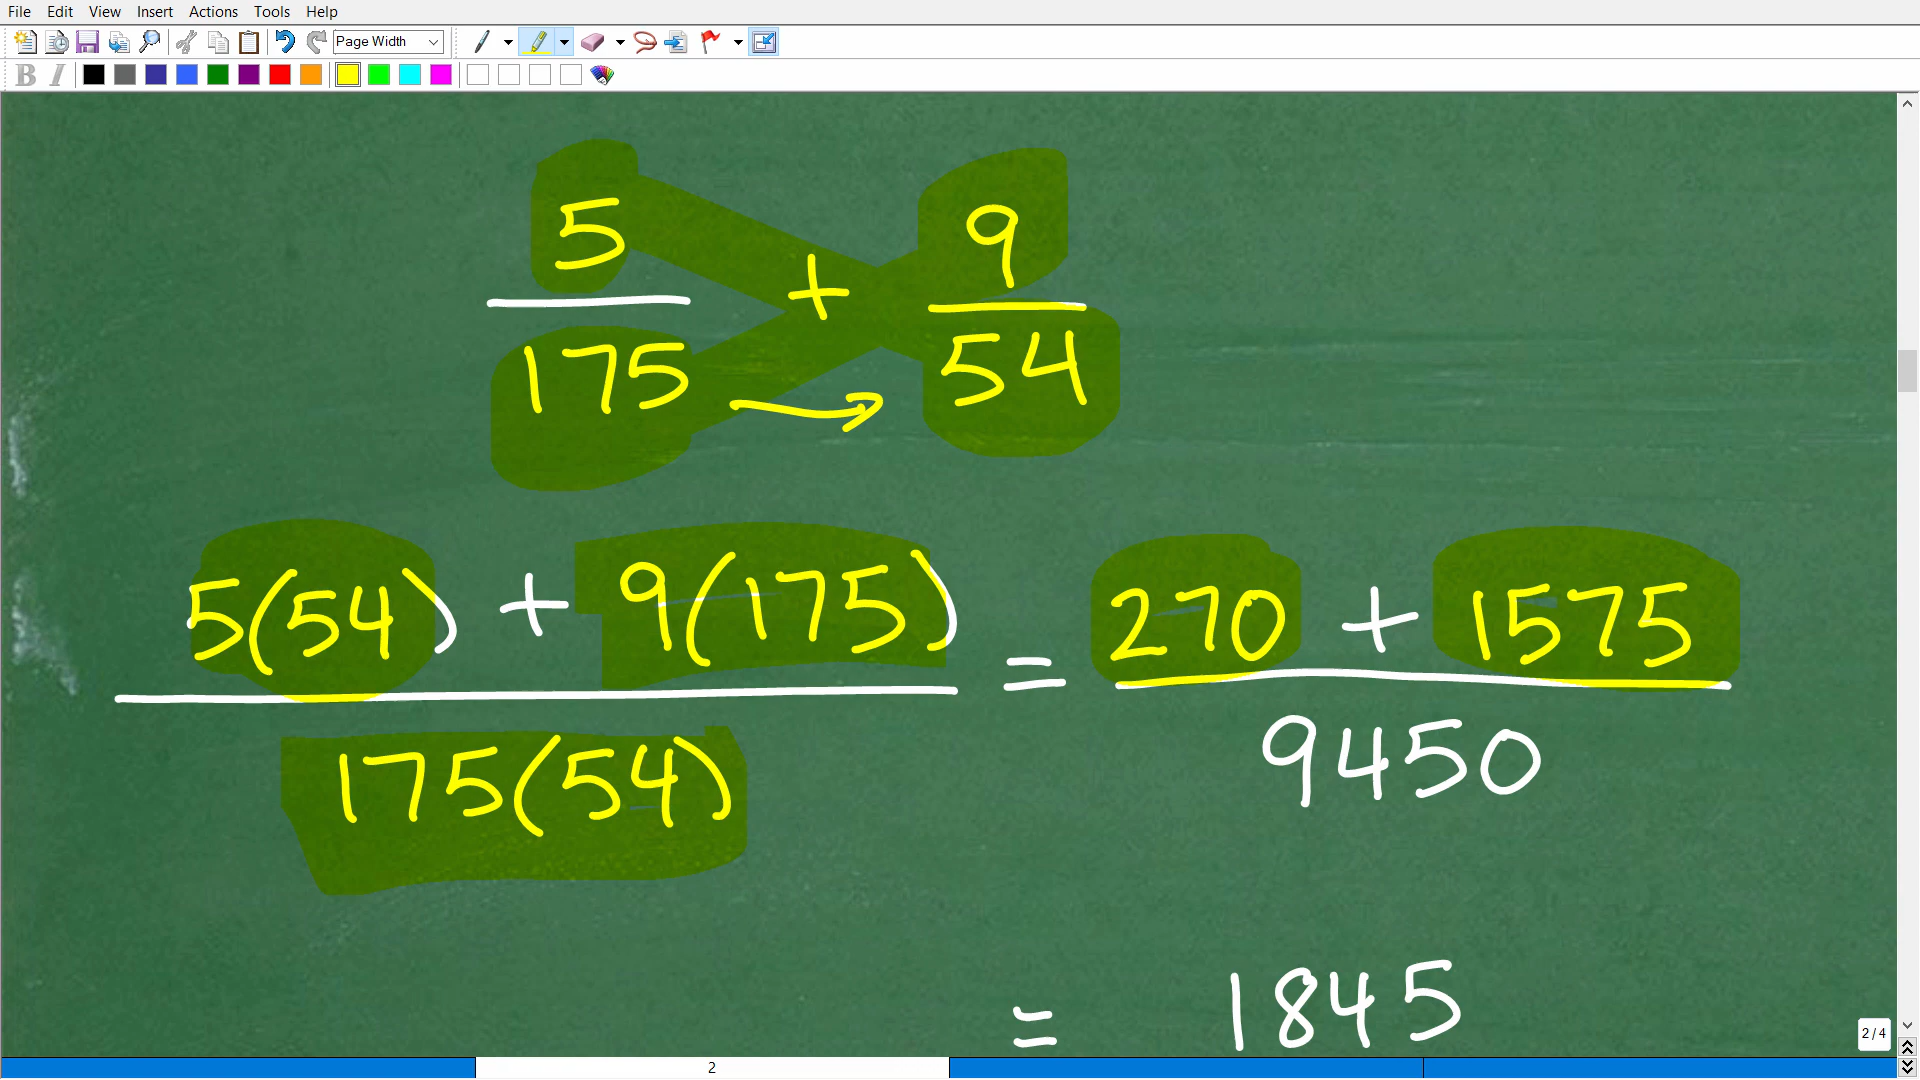 File Edit View Insert Actions Tools Help
Page Width
B I
5 + 9
175 → 54
5(54) + 9(175) = 270 + 1575
175(54) 9450
= 1845
2 / 4
2